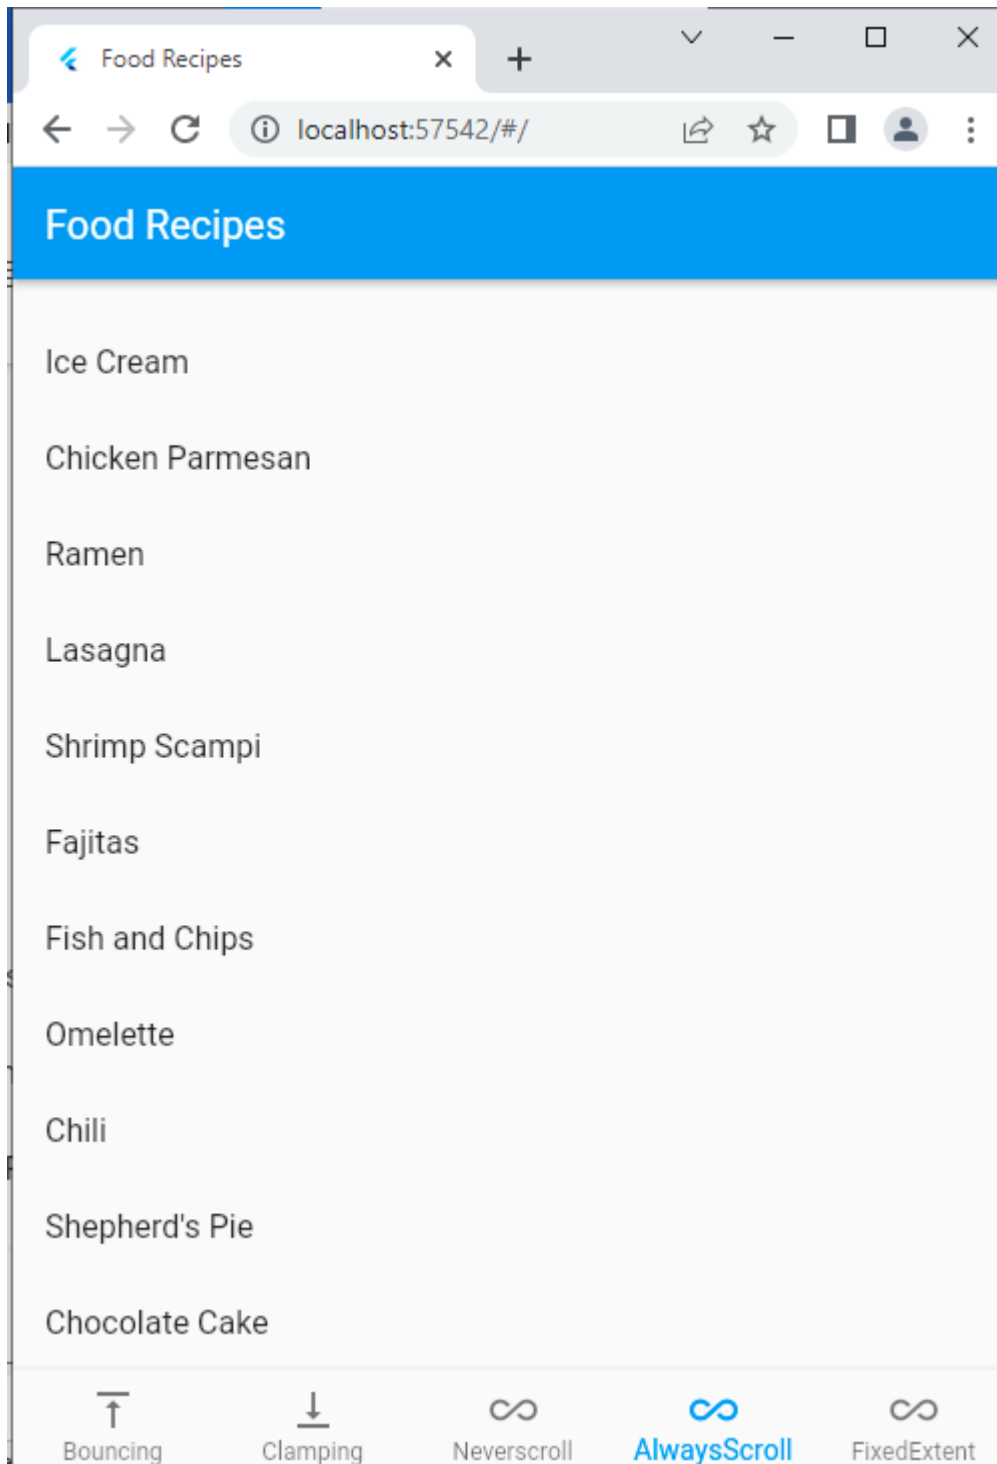 Food Recipes
localhost:57542/#/
Food Recipes
Ice Cream
Chicken Parmesan
Ramen
Lasagna
Shrimp Scampi
Fajitas
Fish and Chips
Omelette
Chili
Shepherd's Pie
Chocolate Cake
Bouncing Clamping Neverscroll AlwaysScroll FixedExtent